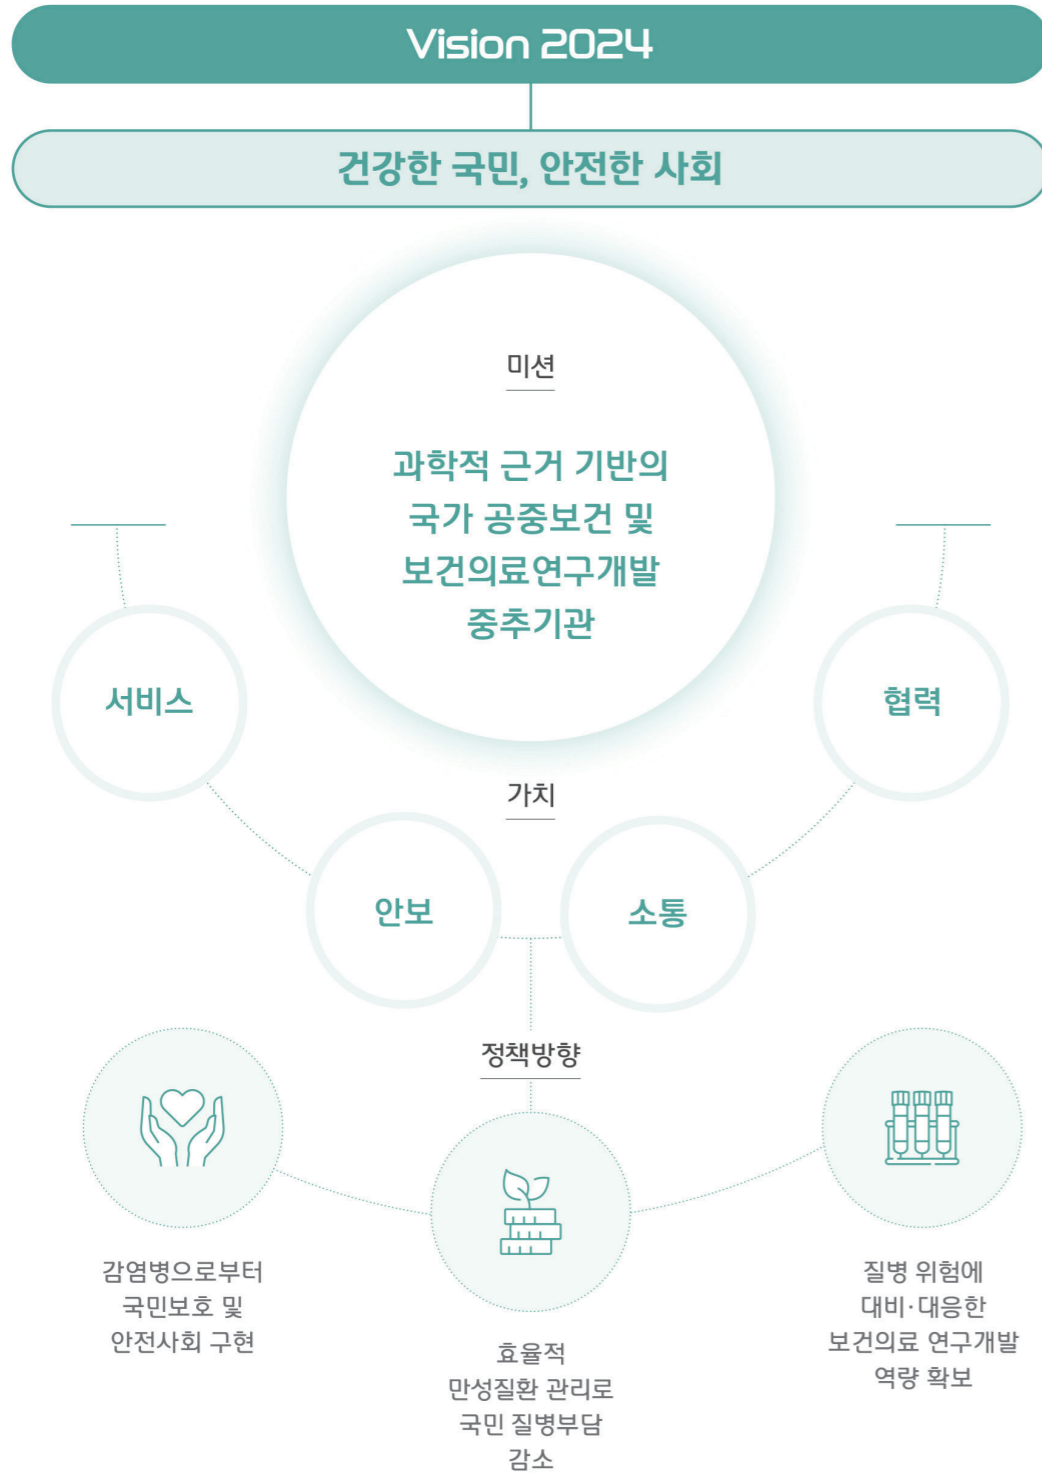 Vision 2024
건강한 국민, 안전한 사회
미션
과학적 근거 기반의
국가 공중보건 및
보건의료연구개발
중추기관
서비스
협력
가치
안보
소통
정책방향
감염병으로부터
국민보호 및
안전사회 구현
효율적
만성질환 관리로
국민 질병부담
감소
질병 위험에
대비·대응한
보건의료 연구개발
역량 확보